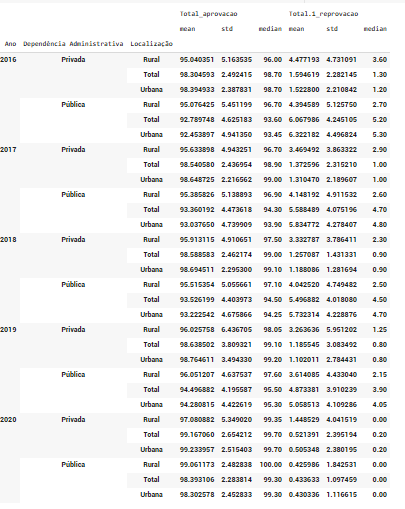 Total_aprovacao Total.1_reprovacao
mean std median mean std median
Ano Dependência Administrativa Localização
2016 Privada Rural 95.040351 5.163535 96.00 4.477193 4.731091 3.60
Total 98.304593 2.492415 98.70 1.594619 2.282145 1.30
Urbana 98.394933 2.387831 98.70 1.522800 2.210842 1.20
Pública Rural 95.076425 5.451199 96.70 4.394589 5.125750 2.70
Total 92.789748 4.625183 93.60 6.067986 4.245105 5.20
Urbana 92.453897 4.941350 93.45 6.322182 4.496824 5.30
2017 Privada Rural 95.633898 4.943251 96.70 3.469492 3.863322 2.90
Total 98.540580 2.436954 98.90 1.372596 2.315210 1.00
Urbana 98.648725 2.216562 99.00 1.310470 2.189607 1.00
Pública Rural 95.385826 5.138893 96.90 4.148192 4.911532 2.60
Total 93.360192 4.473618 94.30 5.588489 4.075196 4.70
Urbana 93.037650 4.739909 93.90 5.834772 4.278407 4.80
2018 Privada Rural 95.913115 4.910651 97.50 3.332787 3.786411 2.30
Total 98.588583 2.462174 99.00 1.257087 1.431331 0.90
Urbana 98.694511 2.295300 99.10 1.188086 1.281694 0.90
Pública Rural 95.515354 5.055661 97.10 4.042520 4.749482 2.50
Total 93.526199 4.403973 94.50 5.496882 4.018080 4.50
Urbana 93.222542 4.675866 94.25 5.732314 4.228876 4.70
2019 Privada Rural 96.025758 6.436705 98.05 3.263636 5.951202 1.25
Total 98.638502 3.809321 99.10 1.185545 3.083492 0.80
Urbana 98.764611 3.494330 99.20 1.102011 2.784431 0.80
Pública Rural 96.051207 4.637537 97.60 3.614085 4.433040 2.15
Total 94.496882 4.195587 95.50 4.873381 3.910239 3.90
Urbana 94.280815 4.422619 95.30 5.058513 4.109286 4.05
2020 Privada Rural 97.080882 5.349020 99.35 1.448529 4.041519 0.00
Total 99.167060 2.654212 99.70 0.521391 2.395194 0.20
Urbana 99.233957 2.515403 99.70 0.505348 2.380195 0.20
Pública Rural 99.061173 2.482838 100.00 0.425986 1.842531 0.00
Total 98.393106 2.283814 99.30 0.433633 1.097459 0.00
Urbana 98.302578 2.452833 99.30 0.430336 1.116615 0.00